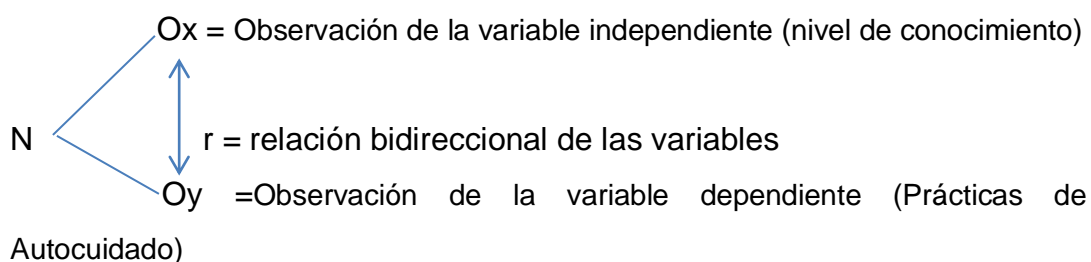 Ox = Observación de la variable independiente (nivel de conocimiento)
N r = relación bidireccional de las variables
Oy =Observación de la variable dependiente (Prácticas de
Autocuidado)